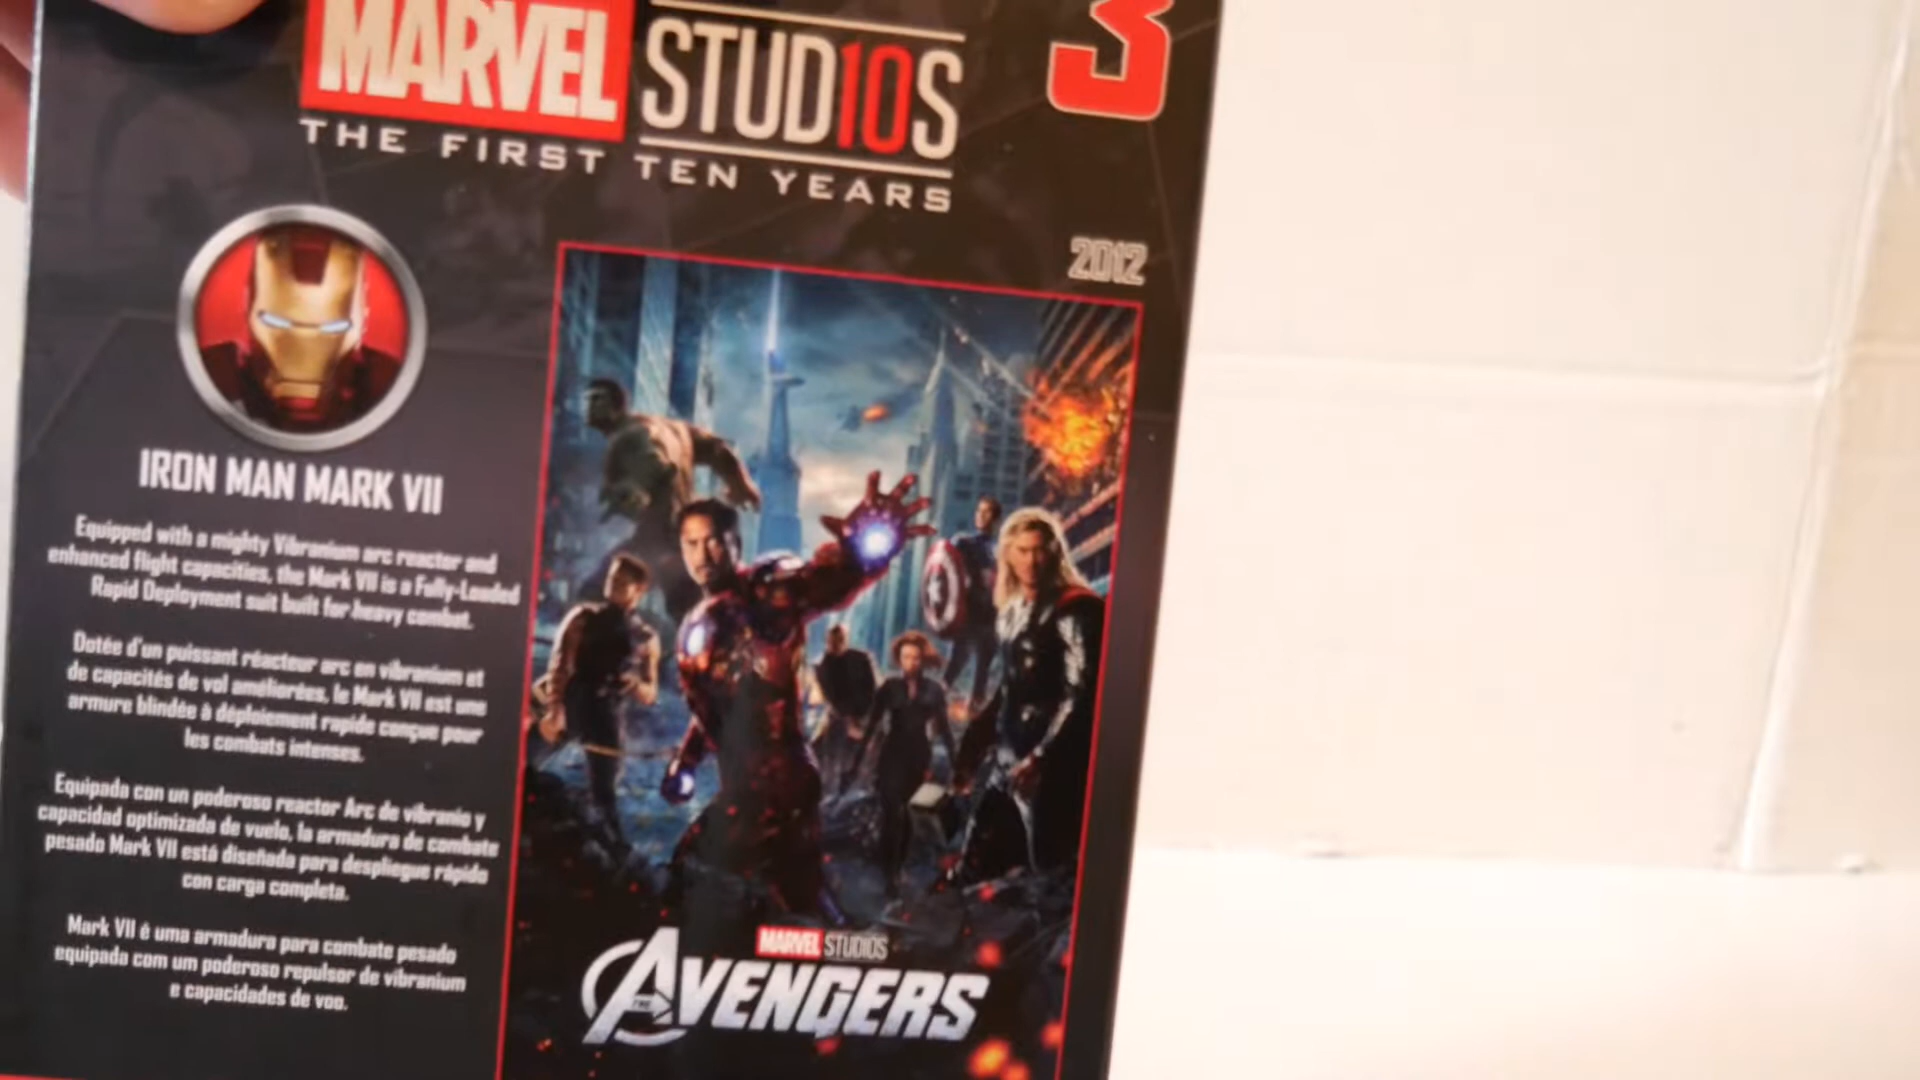 MARVEL STUD10S
3
THE FIRST TEN YEARS
2012
IRON MAN MARK VII
Equipped with a mighty Vibranium arc reactor and
enhanced flight capacities, the Mark VII is a Fully-Loaded
Rapid Deployment suit built for heavy combat.
Dotée d'un puissant réacteur arc en vibranium et
de capacités de vol améliorées, le Mark VII est une
armure blindée à déploiement rapide conçue pour
les combats intenses.
Equipada con un poderoso reactor Arc de vibranio y
capacidad optimizada de vuelo, la armadura de combate
pesado Mark VII está diseñada para despliegue rápido
con carga completa.
Mark VII é uma armadura para combate pesado
equipada com um poderoso repulsor de vibranium
e capacidades de voo.
MARVEL STUDIOS
THE AVENGERS